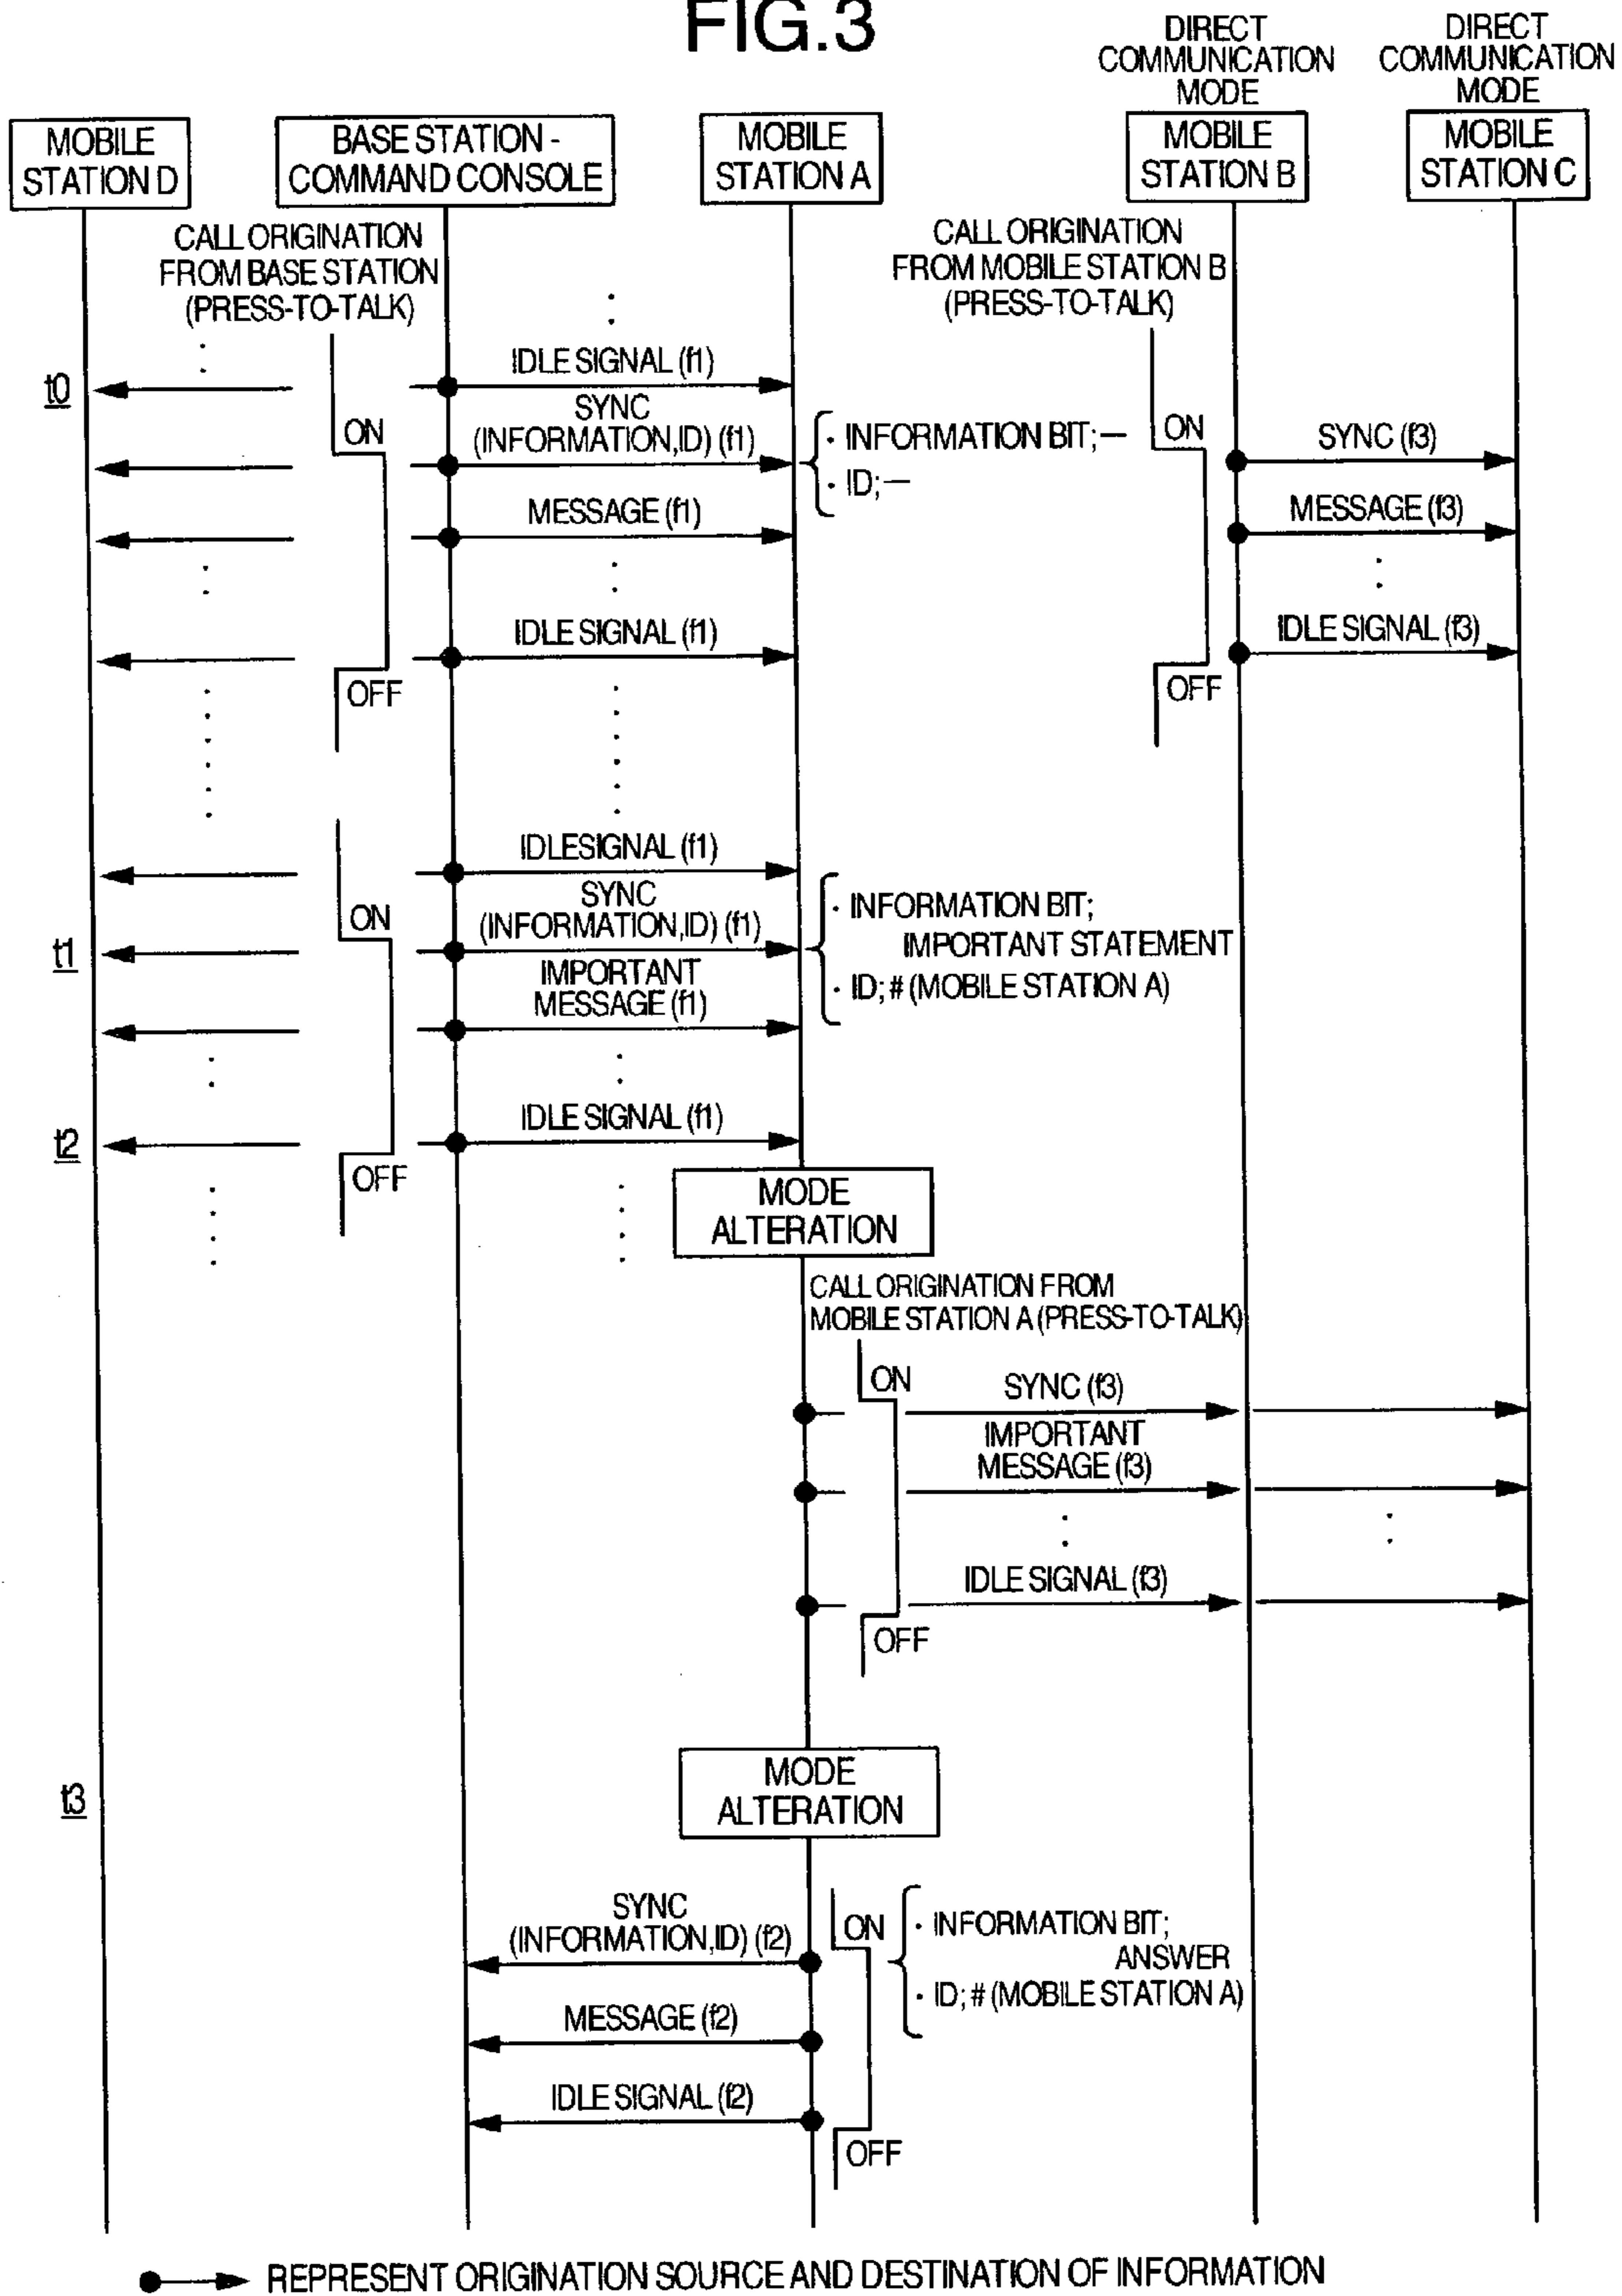 FIG.3
DIRECT
COMMUNICATION
MODE
DIRECT
COMMUNICATION
MODE
MOBILE
STATION D
BASE STATION -
COMMAND CONSOLE
MOBILE
STATION A
MOBILE
STATION B
MOBILE
STATION C
CALL ORIGINATION
FROM BASE STATION
(PRESS-TO-TALK)
CALL ORIGINATION
FROM MOBILE STATION B
(PRESS-TO-TALK)
t0
IDLE SIGNAL (f1)
ON
SYNC
(INFORMATION,ID) (f1)
· INFORMATION BIT; —
· ID; —
ON
SYNC (f3)
MESSAGE (f1)
MESSAGE (f3)
IDLE SIGNAL (f1)
IDLE SIGNAL (f3)
OFF
OFF
IDLE SIGNAL (f1)
ON
SYNC
(INFORMATION,ID) (f1)
· INFORMATION BIT;
IMPORTANT STATEMENT
· ID; # (MOBILE STATION A)
t1
IMPORTANT
MESSAGE (f1)
IDLE SIGNAL (f1)
t2
OFF
MODE
ALTERATION
CALL ORIGINATION FROM
MOBILE STATION A (PRESS-TO-TALK)
ON
SYNC (f3)
IMPORTANT
MESSAGE (f3)
IDLE SIGNAL (f3)
OFF
MODE
ALTERATION
t3
SYNC
(INFORMATION,ID) (f2)
ON
· INFORMATION BIT;
ANSWER
· ID; # (MOBILE STATION A)
MESSAGE (f2)
IDLE SIGNAL (f2)
OFF
REPRESENT ORIGINATION SOURCE AND DESTINATION OF INFORMATION